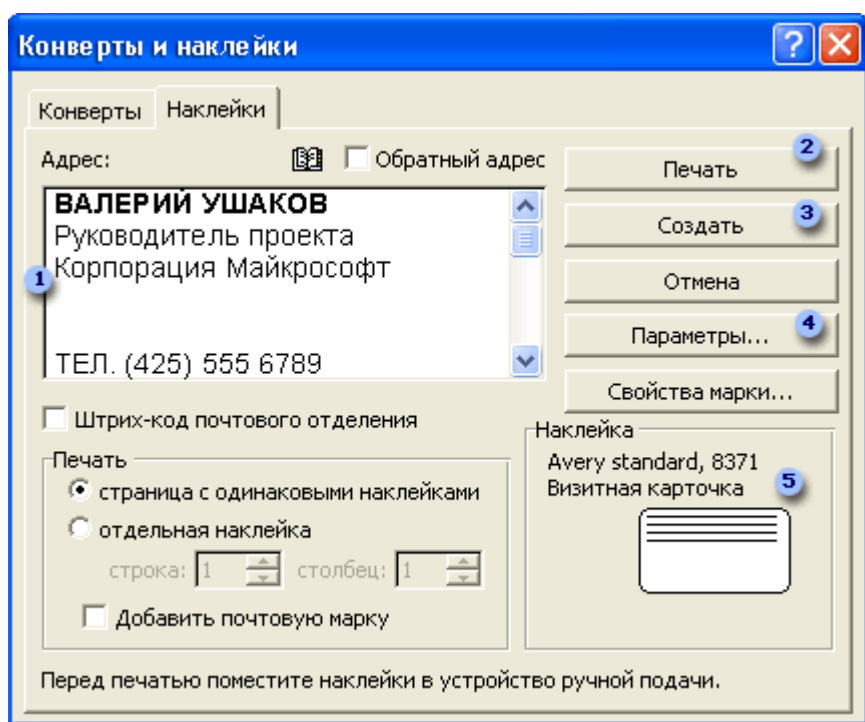 Конверты и наклейки
Конверты Наклейки
Адрес: Обратный адрес
ВАЛЕРИЙ УШАКОВ
Руководитель проекта
Корпорация Майкрософт
ТЕЛ. (425) 555 6789
1
Печать 2
Создать 3
Отмена
Параметры... 4
Свойства марки...
Штрих-код почтового отделения
Печать
страница с одинаковыми наклейками
отдельная наклейка
строка: 1 столбец: 1
Добавить почтовую марку
Наклейка
Avery standard, 8371
Визитная карточка 5
Перед печатью поместите наклейки в устройство ручной подачи.